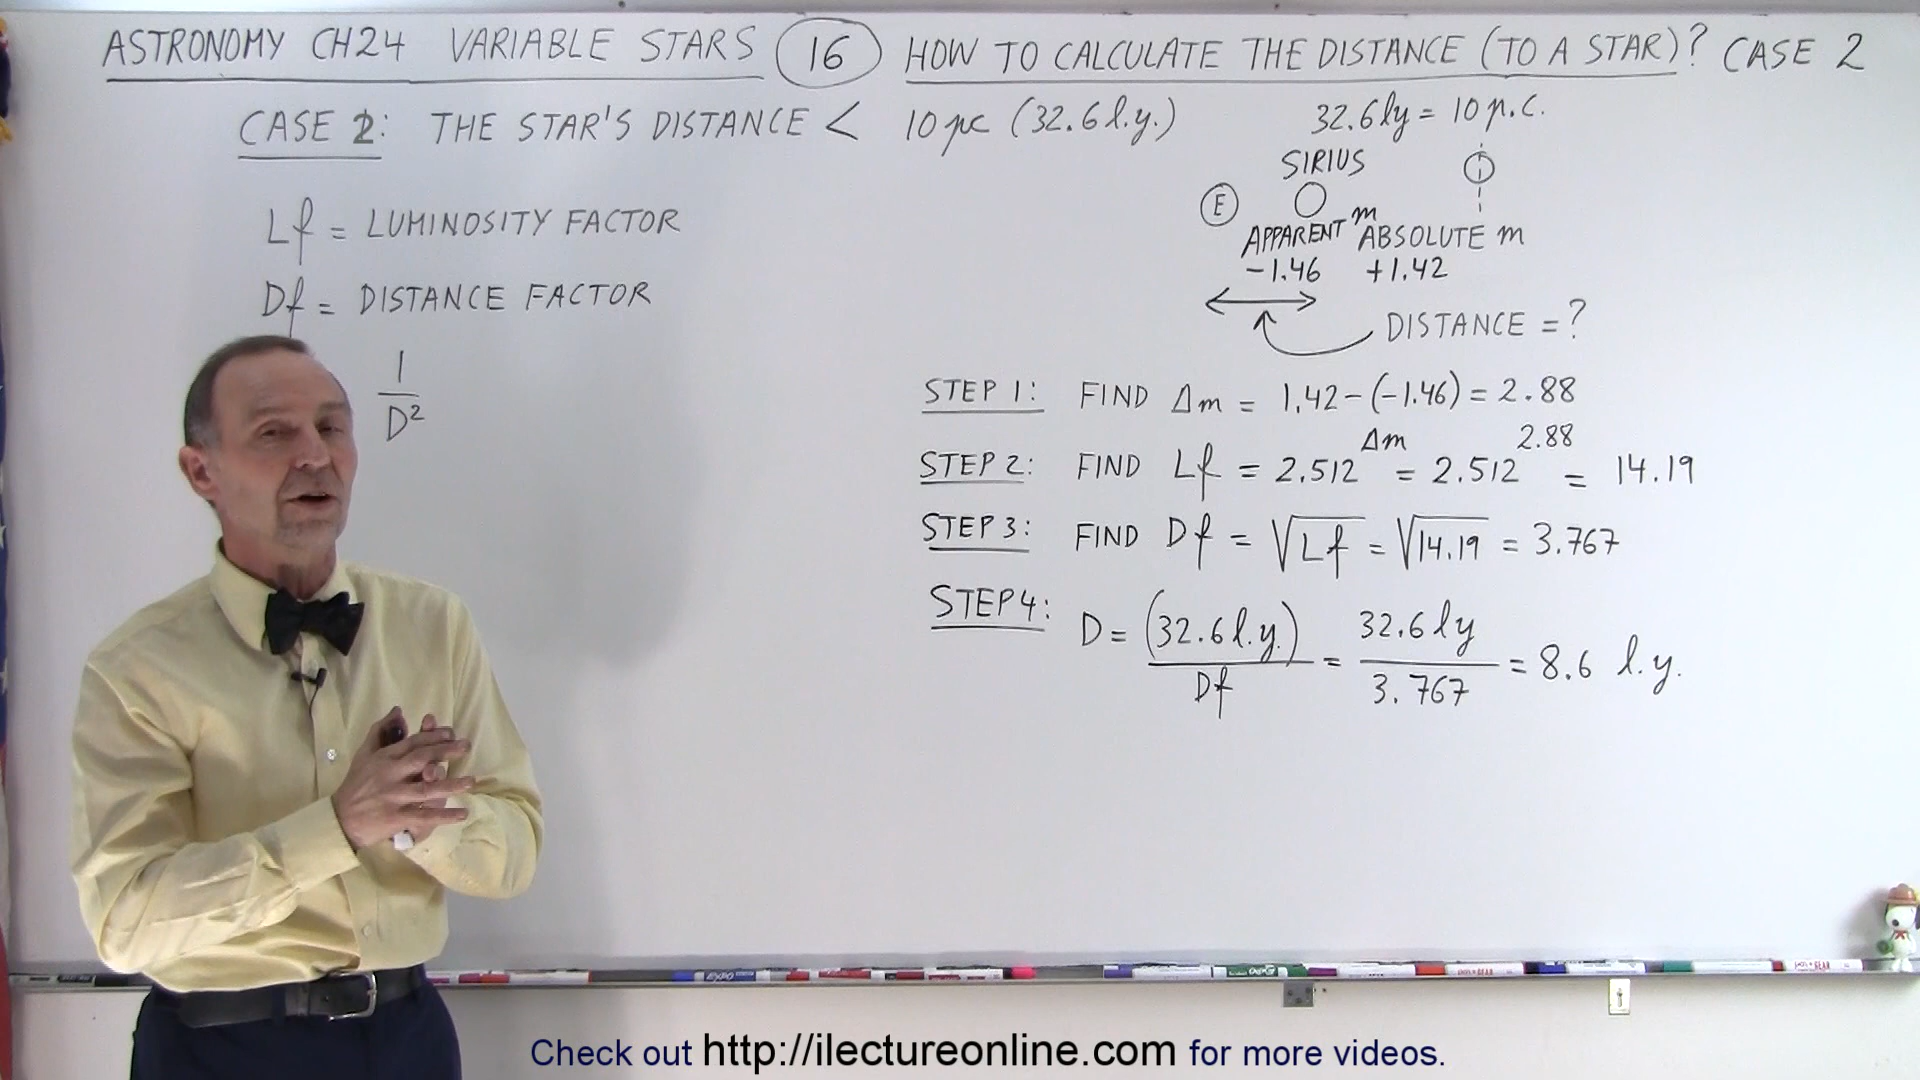 ASTRONOMY CH24 VARIABLE STARS 16 HOW TO CALCULATE THE DISTANCE (TO A STAR)? CASE 2
CASE 2: THE STAR'S DISTANCE < 10 pc (32.6 l.y.)
32.6 ly = 10 p.c.
SIRIUS
E
APPARENT m ABSOLUTE m
-1.46 +1.42
DISTANCE = ?
Lf = LUMINOSITY FACTOR
Df = DISTANCE FACTOR
1/D²
STEP 1: FIND Δm = 1.42 - (-1.46) = 2.88
STEP 2: FIND Lf = 2.512^Δm = 2.512^2.88 = 14.19
STEP 3: FIND Df = √Lf = √14.19 = 3.767
STEP 4: D = (32.6 l.y.)/Df = 32.6 ly/3.767 = 8.6 l.y.
EXPO
Check out http://ilectureonline.com for more videos.